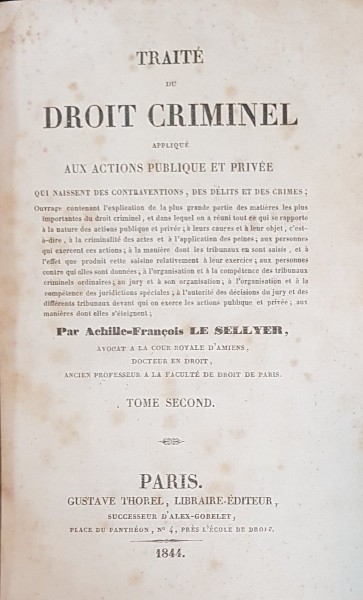 TRAITÉ
DU
DROIT CRIMINEL
APPLIQUÉ
AUX ACTIONS PUBLIQUE ET PRIVÉE
QUI NAISSENT DES CONTRAVENTIONS, DES DÉLITS ET DES CRIMES ;
Ouvrage contenant l'explication de la plus grande partie des matières les plus
importantes du droit criminel, et dans lequel on a réuni tout ce qui se rapporte
à la nature des actions publique et privée ; à leurs causes et à leur objet, c'est-
à-dire, à la criminalité des actes et à l'application des peines ; aux personnes
qui exercent ces actions ; à la manière dont les tribunaux en sont saisis, et à
l'effet que produit cette saisine relativement à leur exercice ; aux personnes
contre qui elles sont données ; à l'organisation et à la compétence des tribunaux
criminels ordinaires ; au jury et à son organisation ; à l'organisation et à la
compétence des juridictions spéciales ; à l'autorité des décisions du jury et des
différents tribunaux devant qui on exerce les actions publique et privée ; aux
manières dont elles s'éteignent ;
Par Achille-François LE SELLYER,
AVOCAT A LA COUR ROYALE D'AMIENS,
DOCTEUR EN DROIT,
ANCIEN PROFESSEUR A LA FACULTÉ DE DROIT DE PARIS.
TOME SECOND.
PARIS.
GUSTAVE THOREL, LIBRAIRE-ÉDITEUR,
SUCCESSEUR D'ALEX-GOBELET,
PLACE DU PANTHÉON, Nº 4, PRÈS L'ÉCOLE DE DROIT.
1844.